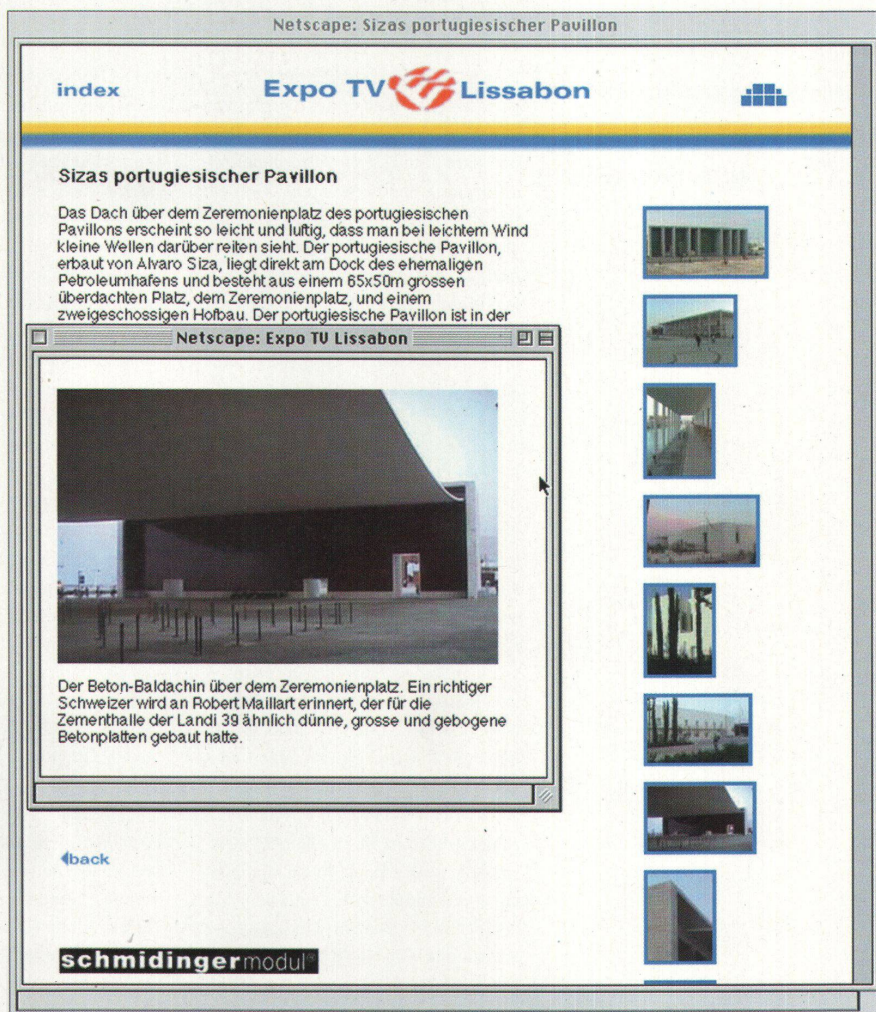 Netscape: Sizas portugiesischer Pavillon
index
Expo TV Lissabon
Sizas portugiesischer Pavillon
Das Dach über dem Zeremonienplatz des portugiesischen
Pavillons erscheint so leicht und luftig, dass man bei leichtem Wind
kleine Wellen darüber reiten sieht. Der portugiesische Pavillon,
erbaut von Alvaro Siza, liegt direkt am Dock des ehemaligen
Petroleumhafens und besteht aus einem 65x50m grossen
überdachten Platz, dem Zeremonienplatz, und einem
zweigeschossigen Hofbau. Der portugiesische Pavillon ist in der
Netscape: Expo TV Lissabon
Der Beton-Baldachin über dem Zeremonienplatz. Ein richtiger
Schweizer wird an Robert Maillart erinnert, der für die
Zementhalle der Landi 39 ähnlich dünne, grosse und gebogene
Betonplatten gebaut hatte.
back
schmidingermodul®